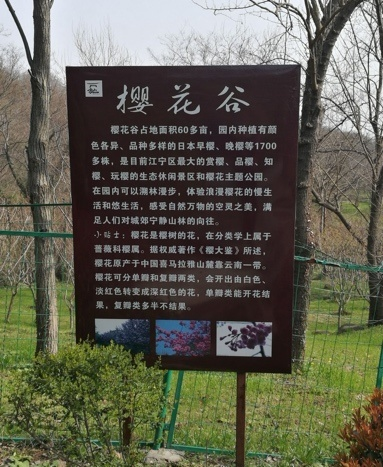 樱花谷
樱花谷占地面积60多亩，园内种植有颜
色各异、品种多样的日本早樱、晚樱等1700
多株，是目前江宁区最大的赏樱、品樱、知
樱、玩樱的生态休闲景区和樱花主题公园。
在园内可以溯林漫步，体验浪漫樱花的慢生
活和悠生活，感受自然万物的空灵之美，满
足人们对城郊宁静山林的向往。
小贴士：樱花是樱树的花，在分类学上属于
蔷薇科樱属。据权威著作《樱大鉴》所述，
樱花原产于中国喜马拉雅山麓靠云南一带。
樱花可分单瓣和复瓣两类，会开出由白色、
淡红色转变成深红色的花，单瓣类能开花结
果，复瓣类多半不结果。